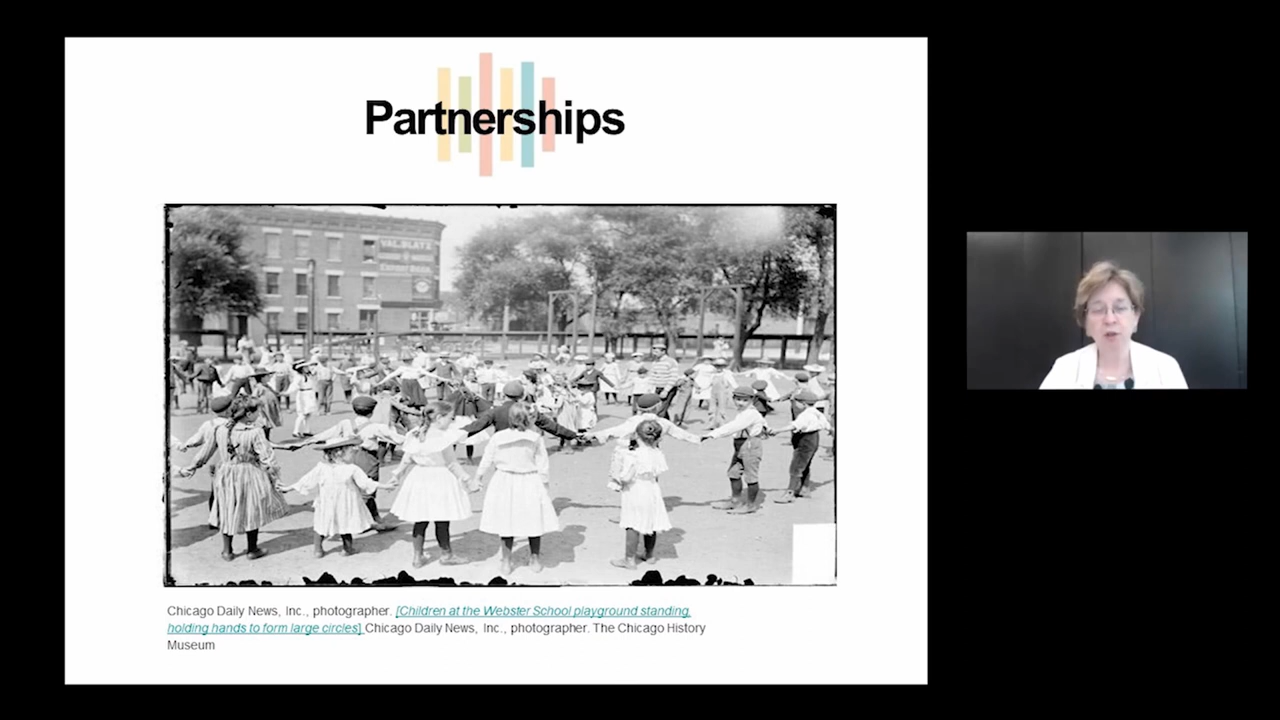 Partnerships
VAL.BLATZ
Chicago Daily News, Inc., photographer. [Children at the Webster School playground standing,
holding hands to form large circles] Chicago Daily News, Inc., photographer. The Chicago History
Museum